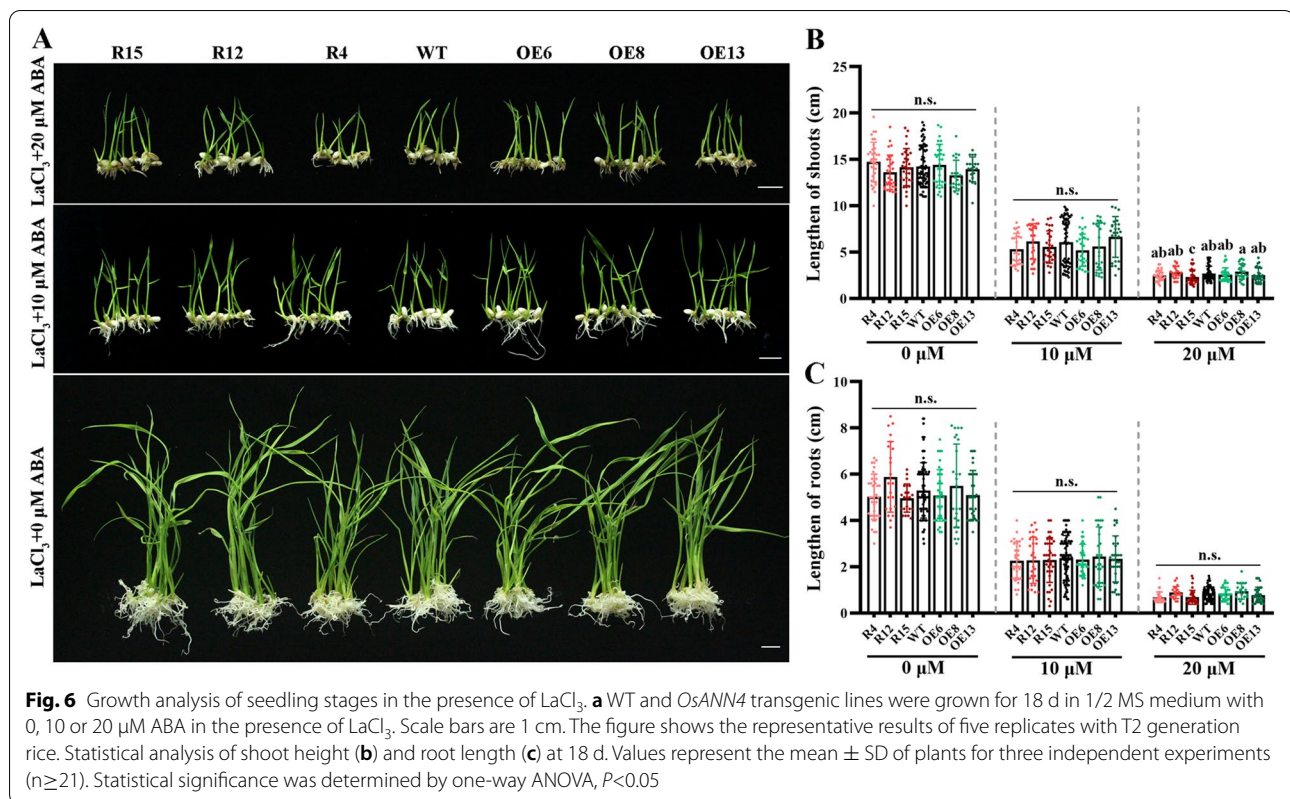 A
R15 R12 R4 WT OE6 OE8 OE13
LaCl₃+20 μM ABA
LaCl₃+10 μM ABA
LaCl₃+0 μM ABA
B
Lengthen of shoots (cm)
25
20
15
10
5
0
n.s.
n.s.
ab ab c ab ab a ab
R4 R12 R15 WT OE6 OE8 OE13
R4 R12 R15 WT OE6 OE8 OE13
R4 R12 R15 WT OE6 OE8 OE13
0 μM 10 μM 20 μM
C
Lengthen of roots (cm)
10
8
6
4
2
0
n.s.
n.s.
n.s.
R4 R12 R15 WT OE6 OE8 OE13
R4 R12 R15 WT OE6 OE8 OE13
R4 R12 R15 WT OE6 OE8 OE13
0 μM 10 μM 20 μM
Fig. 6 Growth analysis of seedling stages in the presence of LaCl₃. a WT and OsANN4 transgenic lines were grown for 18 d in 1/2 MS medium with
0, 10 or 20 μM ABA in the presence of LaCl₃. Scale bars are 1 cm. The figure shows the representative results of five replicates with T2 generation
rice. Statistical analysis of shoot height (b) and root length (c) at 18 d. Values represent the mean ± SD of plants for three independent experiments
(n≥21). Statistical significance was determined by one-way ANOVA, P<0.05